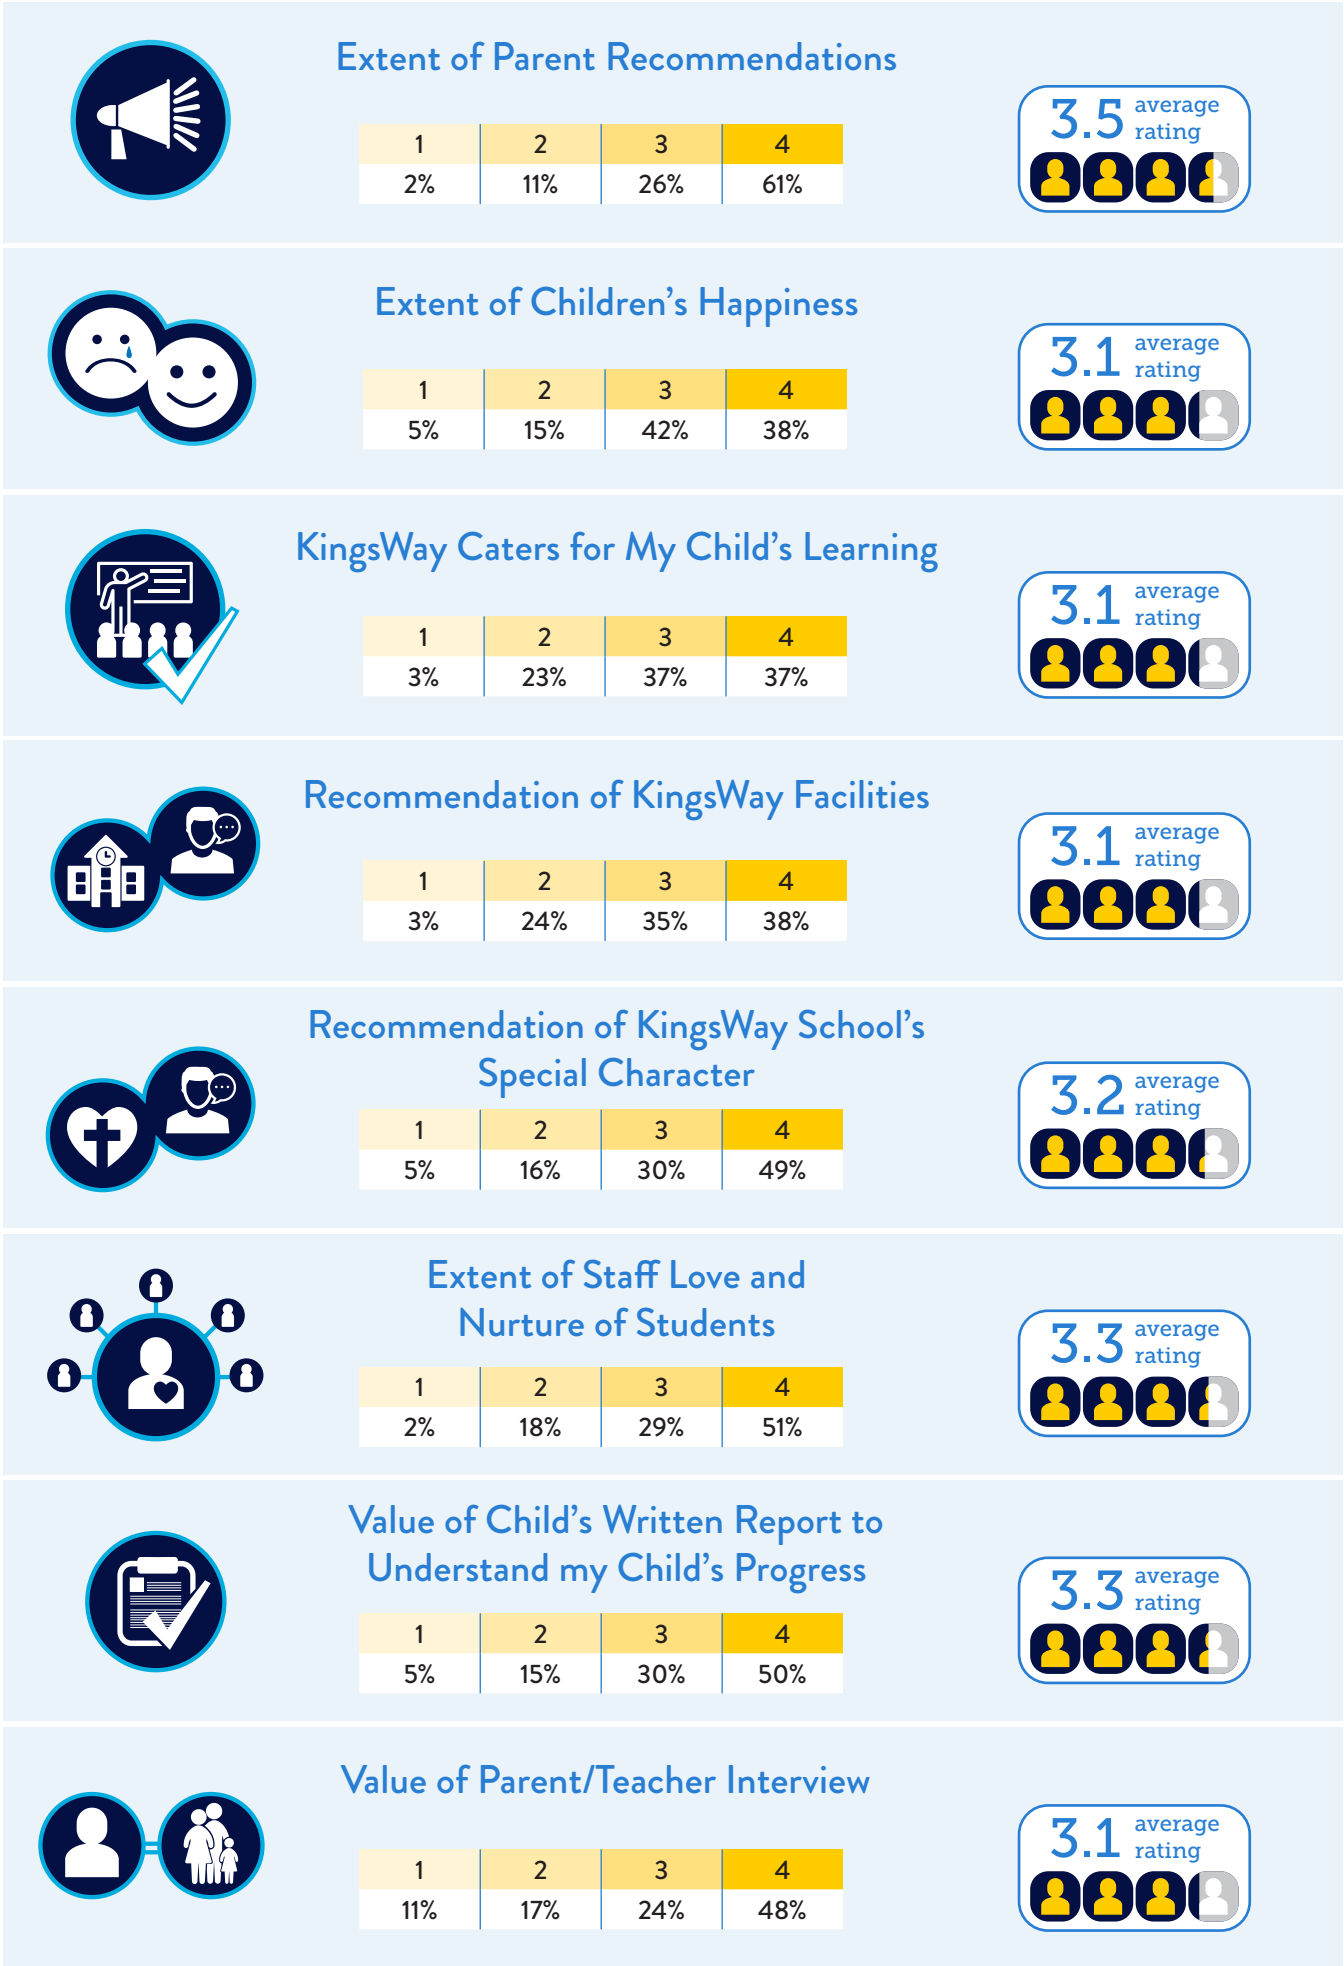 Extent of Parent Recommendations
1 2 3 4
2% 11% 26% 61%
3.5 average rating
Extent of Children’s Happiness
1 2 3 4
5% 15% 42% 38%
3.1 average rating
KingsWay Caters for My Child’s Learning
1 2 3 4
3% 23% 37% 37%
3.1 average rating
Recommendation of KingsWay Facilities
1 2 3 4
3% 24% 35% 38%
3.1 average rating
Recommendation of KingsWay School’s
Special Character
1 2 3 4
5% 16% 30% 49%
3.2 average rating
Extent of Staff Love and
Nurture of Students
1 2 3 4
2% 18% 29% 51%
3.3 average rating
Value of Child’s Written Report to
Understand my Child’s Progress
1 2 3 4
5% 15% 30% 50%
3.3 average rating
Value of Parent/Teacher Interview
1 2 3 4
11% 17% 24% 48%
3.1 average rating